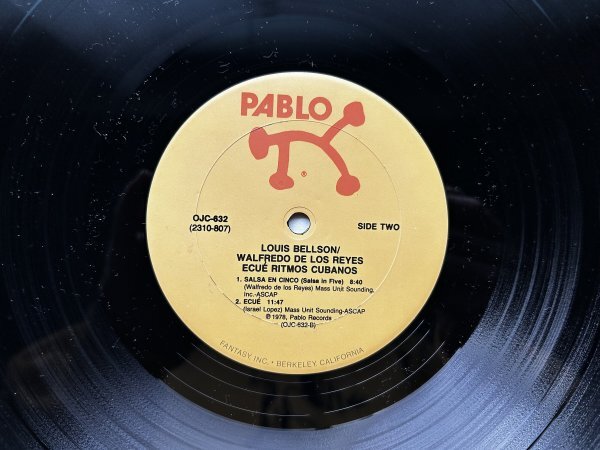 PABLO
®
OJC-632
(2310-807)
SIDE TWO
LOUIS BELLSON/
WALFREDO DE LOS REYES
ECUÉ RITMOS CUBANOS
1. SALSA EN CINCO (Salsa in Five) 8:40
(Walfredo de los Reyes) Mass Unit Sounding,
Inc.-ASCAP
2. ECUÉ 11:47
(Israel Lopez) Mass Unit Sounding-ASCAP
℗ 1978, Pablo Records
(OJC-632-B)
FANTASY INC. • BERKELEY, CALIFORNIA